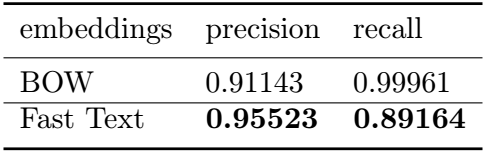 embeddings precision recall
BOW 0.91143 0.99961
Fast Text 0.95523 0.89164